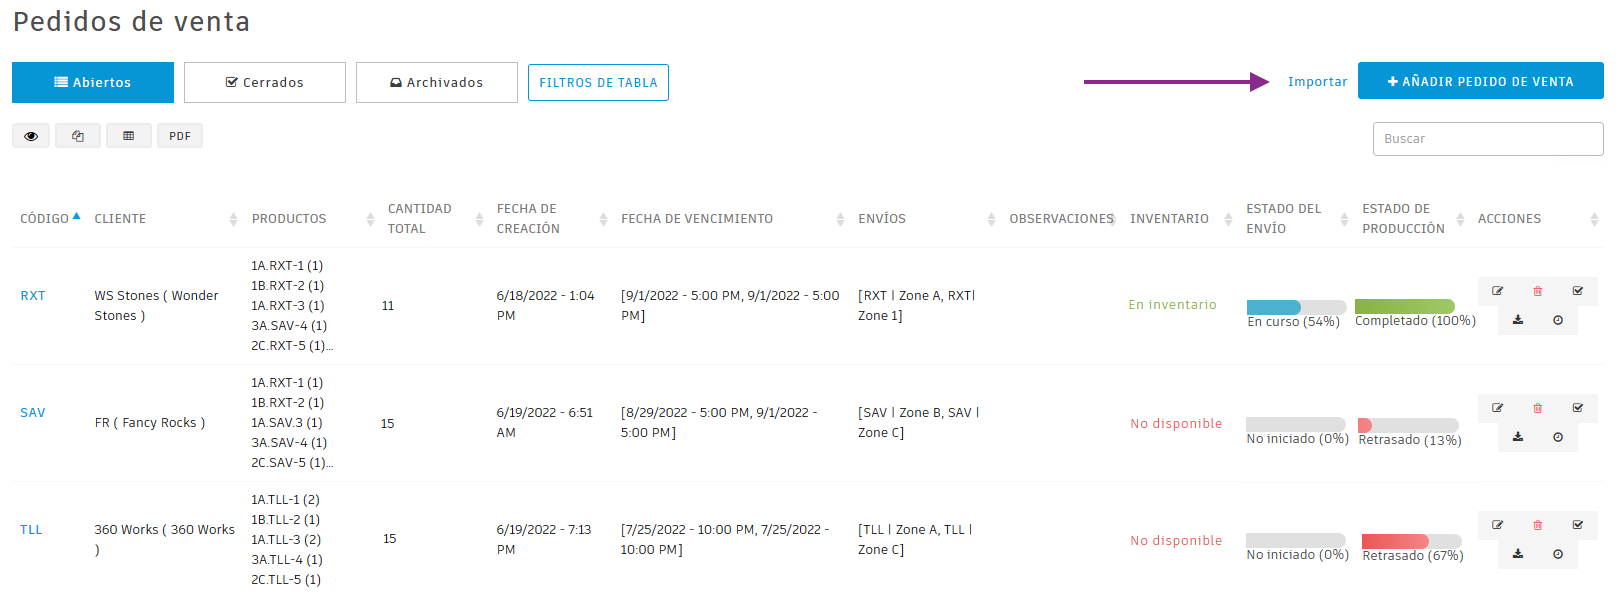 Pedidos de venta
Abiertos
Cerrados
Archivados
FILTROS DE TABLA
Importar
AÑADIR PEDIDO DE VENTA
PDF
Buscar
CÓDIGO
CLIENTE
PRODUCTOS
CANTIDAD
TOTAL
FECHA DE
CREACIÓN
FECHA DE VENCIMIENTO
ENVÍOS
OBSERVACIONES
INVENTARIO
ESTADO DEL
ENVÍO
ESTADO DE
PRODUCCIÓN
ACCIONES
RXT
WS Stones ( Wonder
Stones )
1A.RXT-1 (1)
1B.RXT-2 (1)
1A.RXT-3 (1)
3A.SAV-4 (1)
2C.RXT-5 (1)...
11
6/18/2022 - 1:04
PM
[9/1/2022 - 5:00 PM, 9/1/2022 - 5:00
PM]
[RXT | Zone A, RXT|
Zone 1]
En inventario
En curso (54%)
Completado (100%)
SAV
FR ( Fancy Rocks )
1A.RXT-1 (1)
1B.RXT-2 (1)
1A.SAV.3 (1)
3A.SAV-4 (1)
2C.SAV-5 (1)...
15
6/19/2022 - 6:51
AM
[8/29/2022 - 5:00 PM, 9/1/2022 -
5:00 PM]
[SAV | Zone B, SAV |
Zone C]
No disponible
No iniciado (0%)
Retrasado (13%)
TLL
360 Works ( 360 Works
)
1A.TLL-1 (2)
1B.TLL-2 (1)
1A.TLL-3 (2)
3A.TLL-4 (1)
2C.TLL-5 (1)
15
6/19/2022 - 7:13
PM
[7/25/2022 - 10:00 PM, 7/25/2022 -
10:00 PM]
[TLL | Zone A, TLL |
Zone C]
No disponible
No iniciado (0%)
Retrasado (67%)